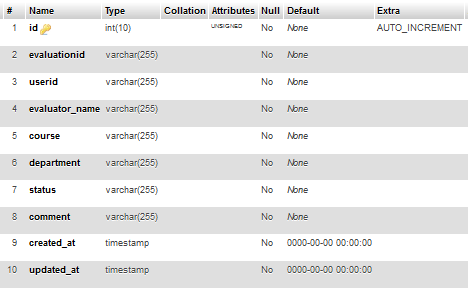 # Name Type Collation Attributes Null Default Extra
1 id int(10) UNSIGNED No None AUTO_INCREMENT
2 evaluationid varchar(255) No None
3 userid varchar(255) No None
4 evaluator_name varchar(255) No None
5 course varchar(255) No None
6 department varchar(255) No None
7 status varchar(255) No None
8 comment varchar(255) No None
9 created_at timestamp No 0000-00-00 00:00:00
10 updated_at timestamp No 0000-00-00 00:00:00